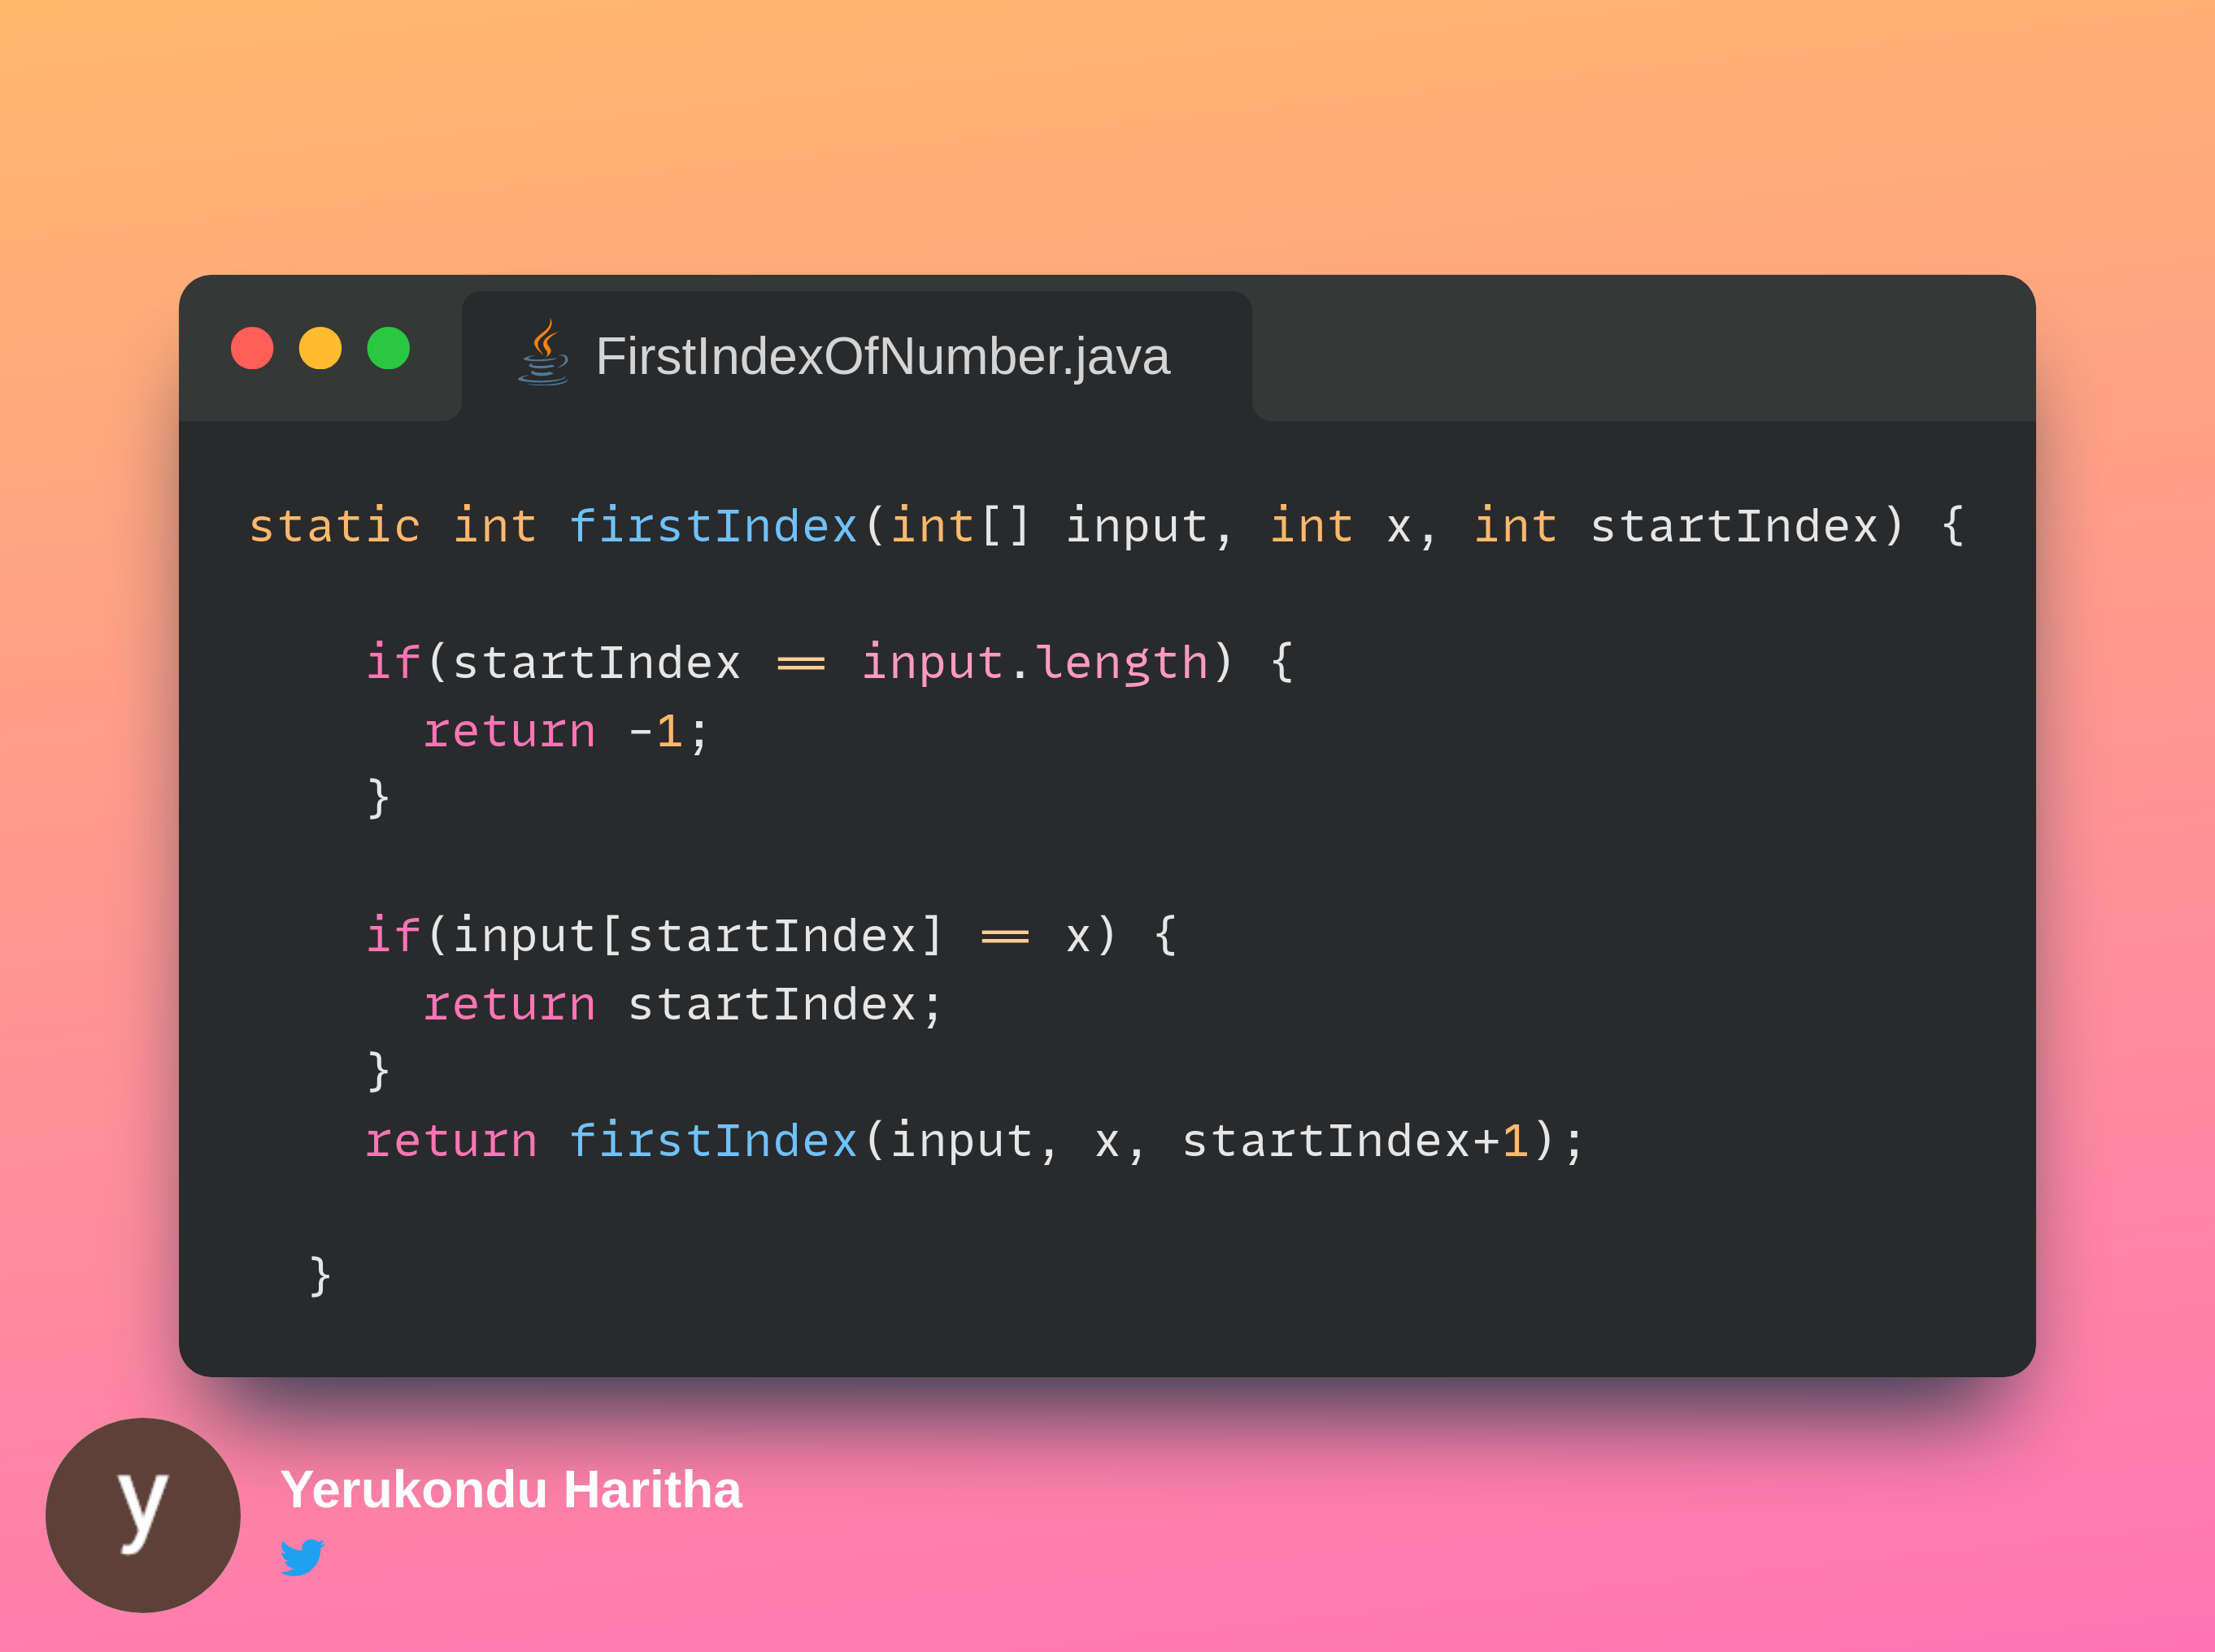 FirstIndexOfNumber.java
static int firstIndex(int[] input, int x, int startIndex) {
if(startIndex == input.length) {
return -1;
}
if(input[startIndex] == x) {
return startIndex;
}
return firstIndex(input, x, startIndex+1);
}
y
Yerukondu Haritha